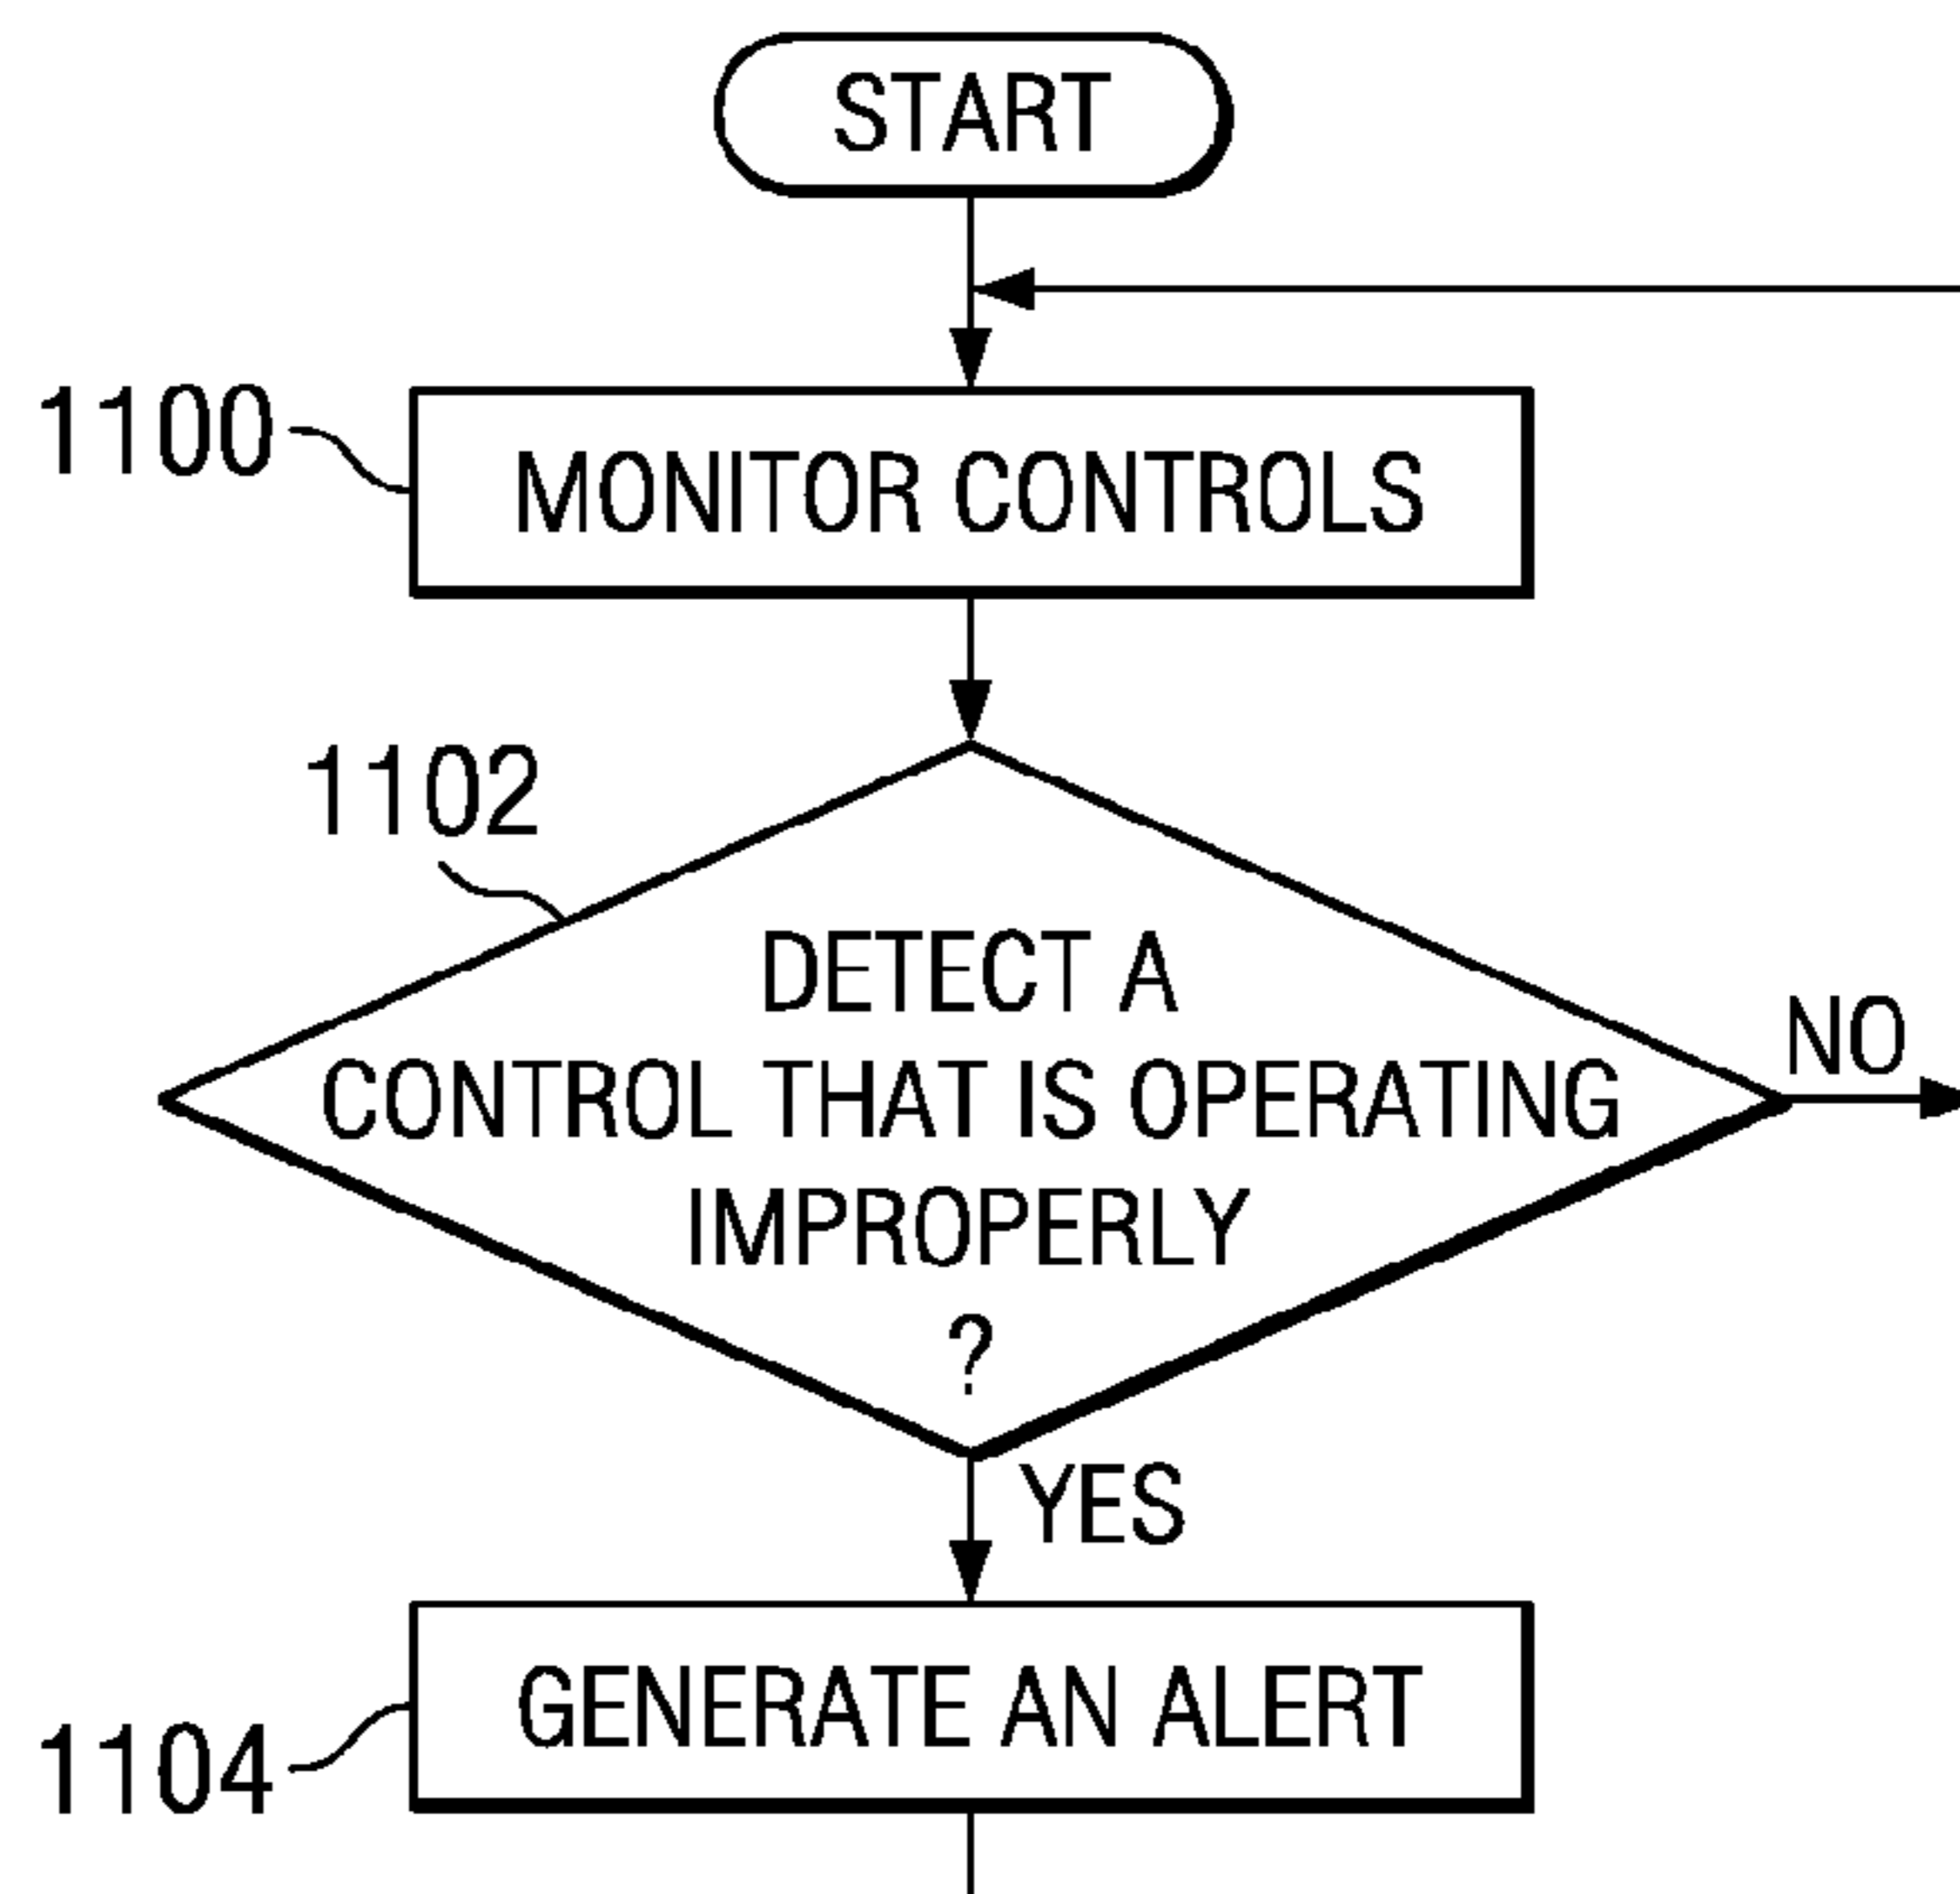 START
1100
MONITOR CONTROLS
1102
DETECT A
CONTROL THAT IS OPERATING
IMPROPERLY
?
NO
YES
GENERATE AN ALERT
1104